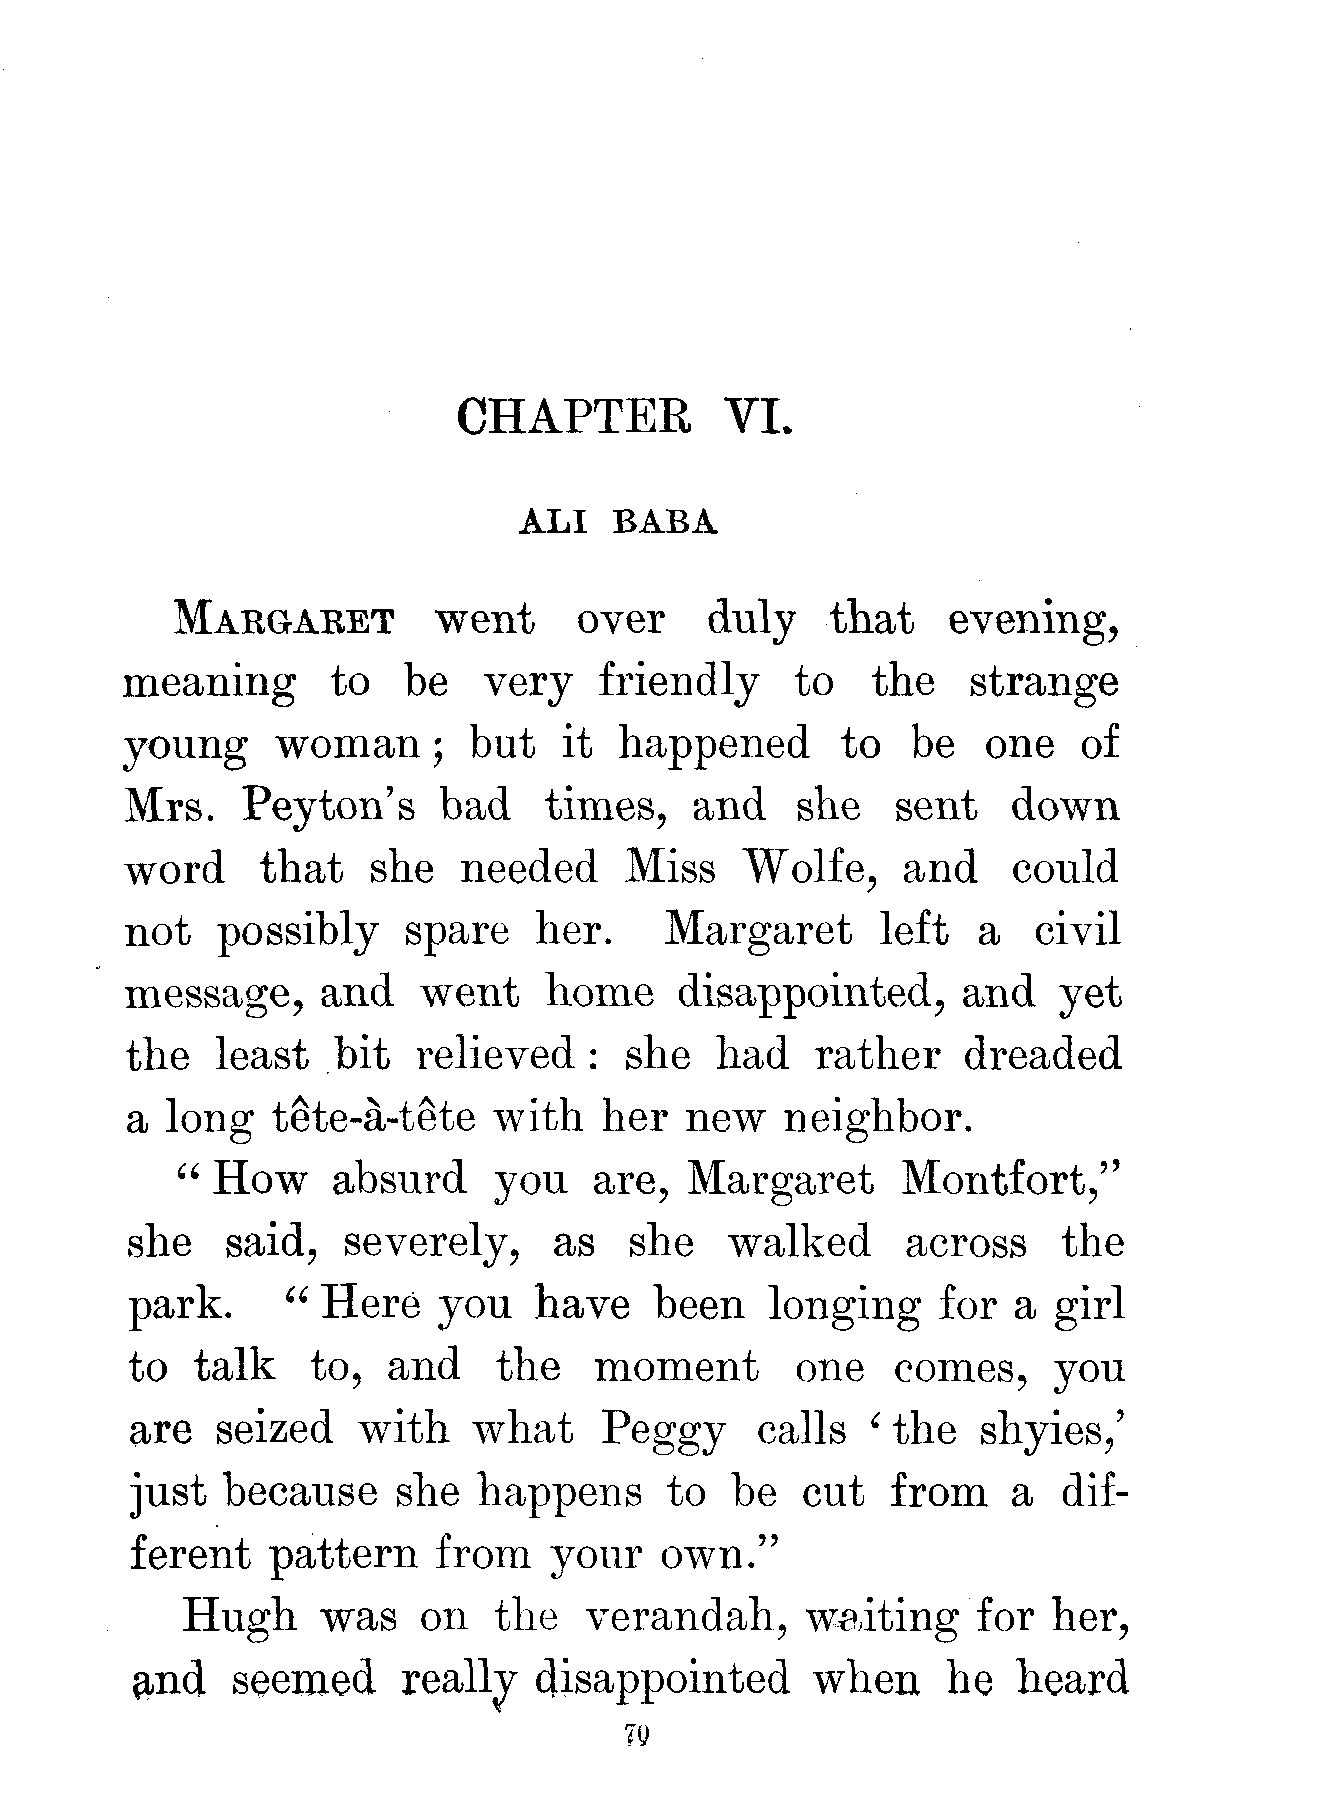 CHAPTER VI.
ALI BABA
MARGARET went over duly that evening,
meaning to be very friendly to the strange
young woman; but it happened to be one of
Mrs. Peyton's bad times, and she sent down
word that she needed Miss Wolfe, and could
not possibly spare her. Margaret left a civil
message, and went home disappointed, and yet
the least bit relieved: she had rather dreaded
a long tête-à-tête with her new neighbor.
"How absurd you are, Margaret Montfort,"
she said, severely, as she walked across the
park. "Here you have been longing for a girl
to talk to, and the moment one comes, you
are seized with what Peggy calls 'the shyies,'
just because she happens to be cut from a dif-
ferent pattern from your own."
Hugh was on the verandah, waiting for her,
and seemed really disappointed when he heard
79